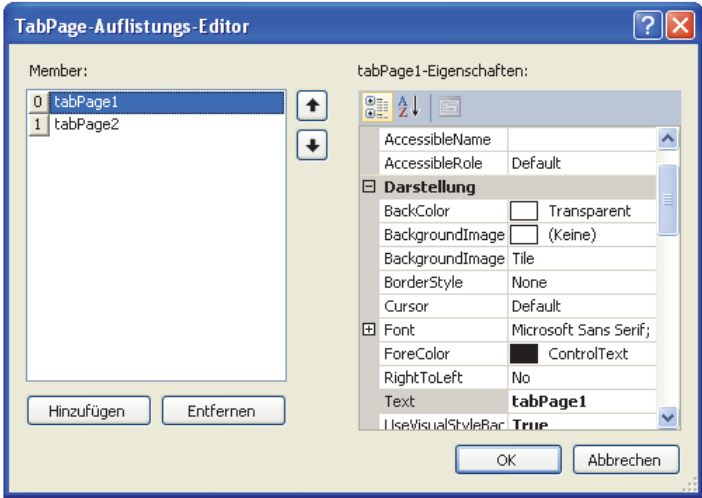 TabPage-Auflistungs-Editor
Member:
0 tabPage1
1 tabPage2
Hinzufügen
Entfernen
tabPage1-Eigenschaften:
AccessibleName
AccessibleRole Default
Darstellung
BackColor Transparent
BackgroundImage (Keine)
BackgroundImage Tile
BorderStyle None
Cursor Default
Font Microsoft Sans Serif;
ForeColor ControlText
RightToLeft No
Text tabPage1
UseVisualStyleBac True
OK
Abbrechen